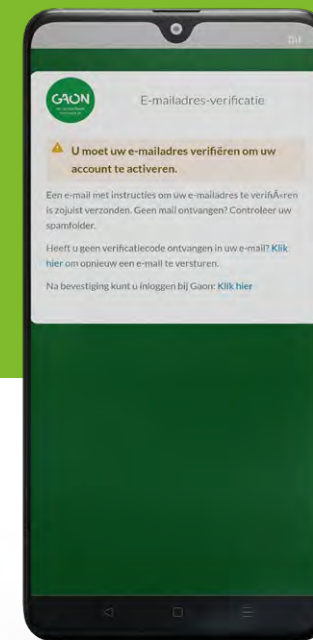 GAON
E-mailadres-verificatie
U moet uw e-mailadres verifiëren om uw
account te activeren.
Een e-mail met instructies om uw e-mailadres te verifiÃ«ren
is zojuist verzonden. Geen mail ontvangen? Controleer uw
spamfolder.
Heeft u geen verificatiecode ontvangen in uw e-mail? Klik
hier om opnieuw een e-mail te versturen.
Na bevestiging kunt u inloggen bij Gaon: Klik hier